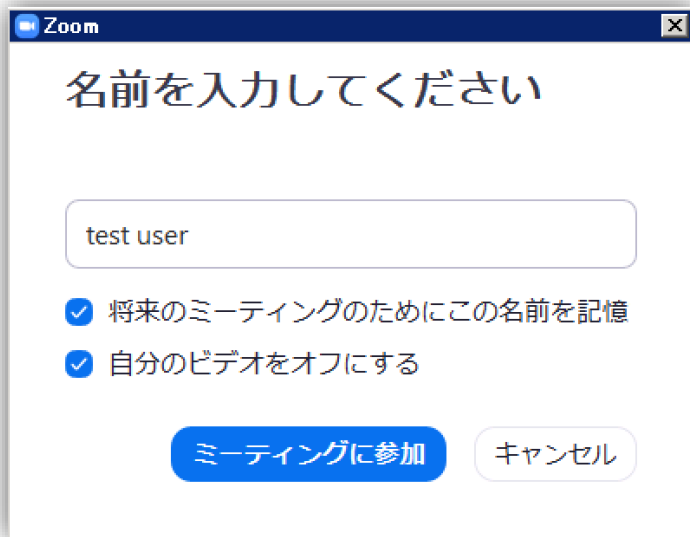 Zoom
名前を入力してください
test user
将来のミーティングのためにこの名前を記憶
自分のビデオをオフにする
ミーティングに参加
キャンセル